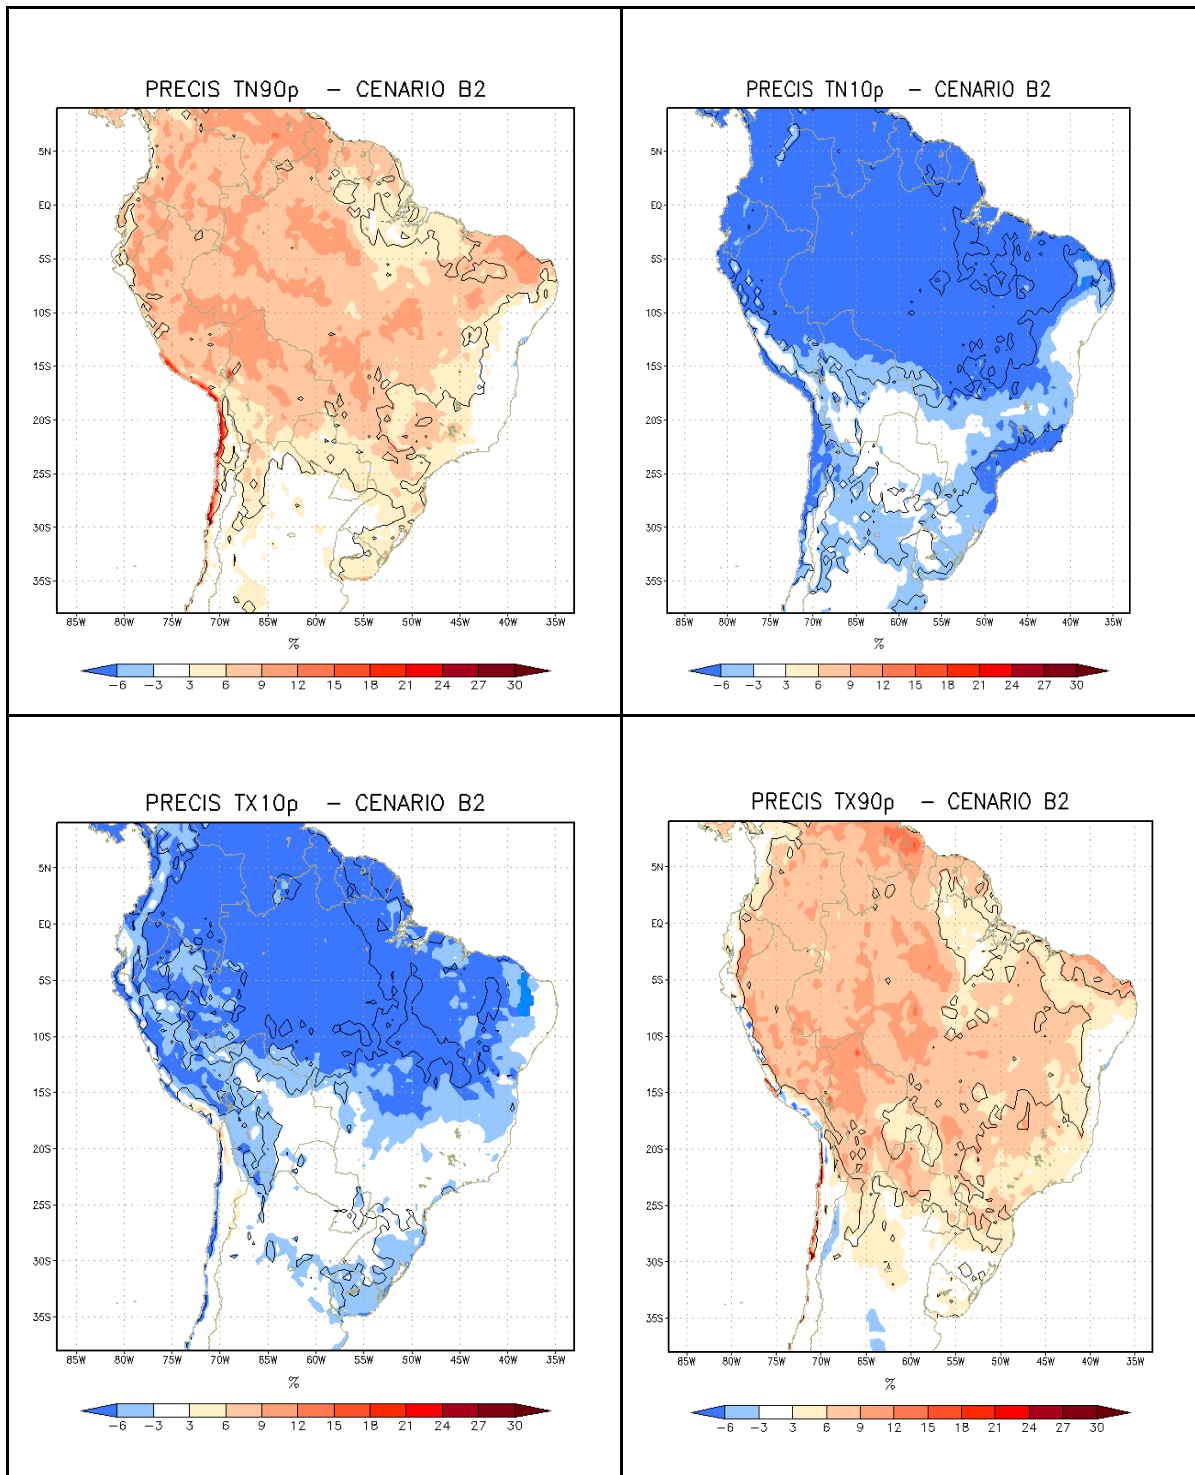 PRECIS TN90p – CENARIO B2
5N
EQ
5S
10S
15S
20S
25S
30S
35S
85W 80W 75W 70W 65W 60W 55W 50W 45W 40W 35W
%
-6 -3 3 6 9 12 15 18 21 24 27 30
PRECIS TN10p – CENARIO B2
5N
EQ
5S
10S
15S
20S
25S
30S
35S
85W 80W 75W 70W 65W 60W 55W 50W 45W 40W 35W
%
-6 -3 3 6 9 12 15 18 21 24 27 30
PRECIS TX10p – CENARIO B2
5N
EQ
5S
10S
15S
20S
25S
30S
35S
85W 80W 75W 70W 65W 60W 55W 50W 45W 40W 35W
%
-6 -3 3 6 9 12 15 18 21 24 27 30
PRECIS TX90p – CENARIO B2
5N
EQ
5S
10S
15S
20S
25S
30S
35S
85W 80W 75W 70W 65W 60W 55W 50W 45W 40W 35W
%
-6 -3 3 6 9 12 15 18 21 24 27 30